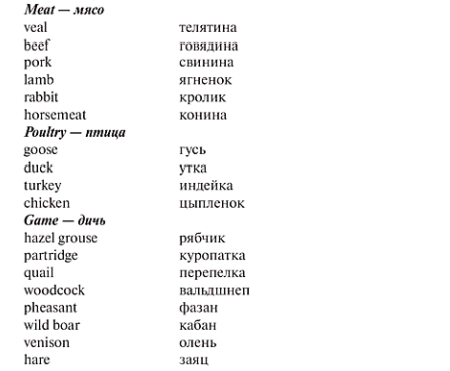 Meat — мясо
veal телятина
beef говядина
pork свинина
lamb ягненок
rabbit кролик
horsemeat конина
Poultry — птица
goose гусь
duck утка
turkey индейка
chicken цыпленок
Game — дичь
hazel grouse рябчик
partridge куропатка
quail перепелка
woodcock вальдшнеп
pheasant фазан
wild boar кабан
venison олень
hare заяц